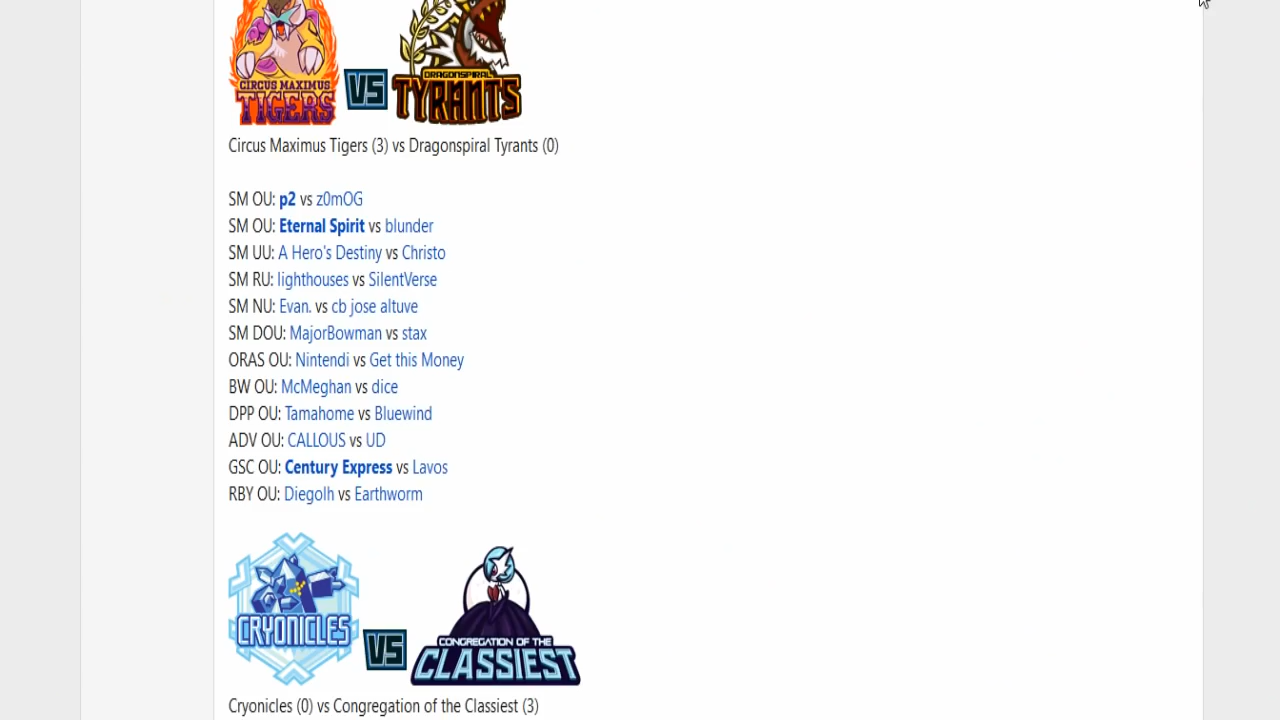 CIRCUS MAXIMUS
TIGERS
VS
DRAGONSPIRAL
TYRANTS
Circus Maximus Tigers (3) vs Dragonspiral Tyrants (0)
SM OU: p2 vs z0mOG
SM OU: Eternal Spirit vs blunder
SM UU: A Hero's Destiny vs Christo
SM RU: lighthouses vs SilentVerse
SM NU: Evan. vs cb jose altuve
SM DOU: MajorBowman vs stax
ORAS OU: Nintendi vs Get this Money
BW OU: McMeghan vs dice
DPP OU: Tamahome vs Bluewind
ADV OU: CALLOUS vs UD
GSC OU: Century Express vs Lavos
RBY OU: Diegolh vs Earthworm
CRYONICLES
VS
CONGREGATION OF THE
CLASSIEST
Cryonicles (0) vs Congregation of the Classiest (3)